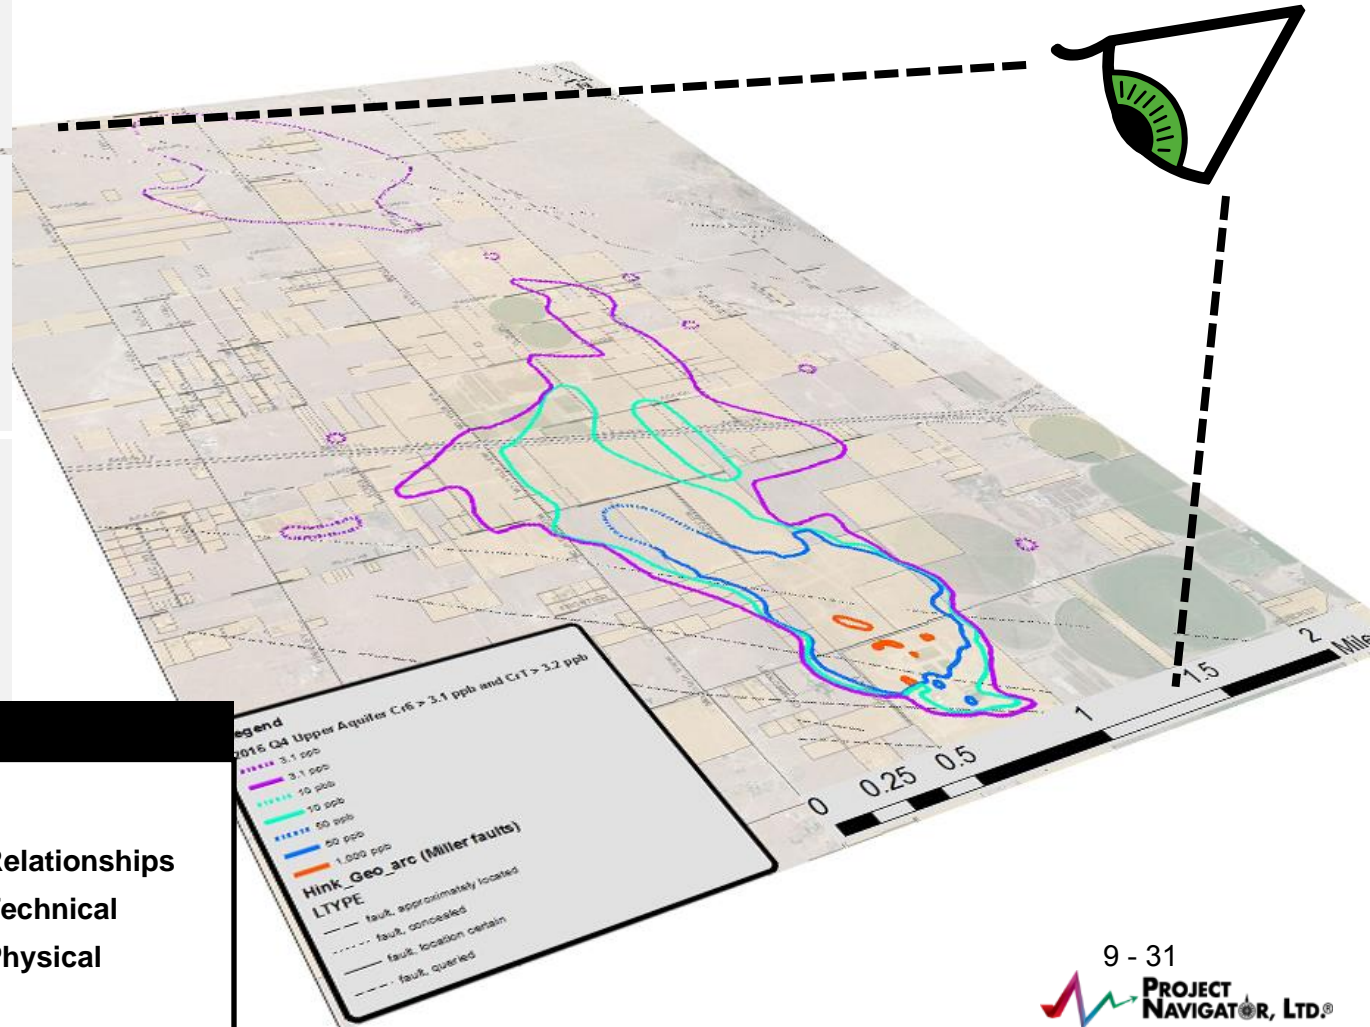 egend
2016 Q4 Upper Aquifer Cr6 > 3.1 ppb and CrT > 3.2 ppb
3.1 ppb
3.1 ppb
10 ppb
10 ppb
50 ppb
50 ppb
1,000 ppb
Hink_Geo_arc (Miller faults)
LTYPE
fault, approximately located
fault, concealed
fault, location certain
fault, queried
0 0.25 0.5 1 1.5 2 Mile
elationships
echnical
hysical
9 - 31
PROJECT
NAVIGATOR, LTD.®